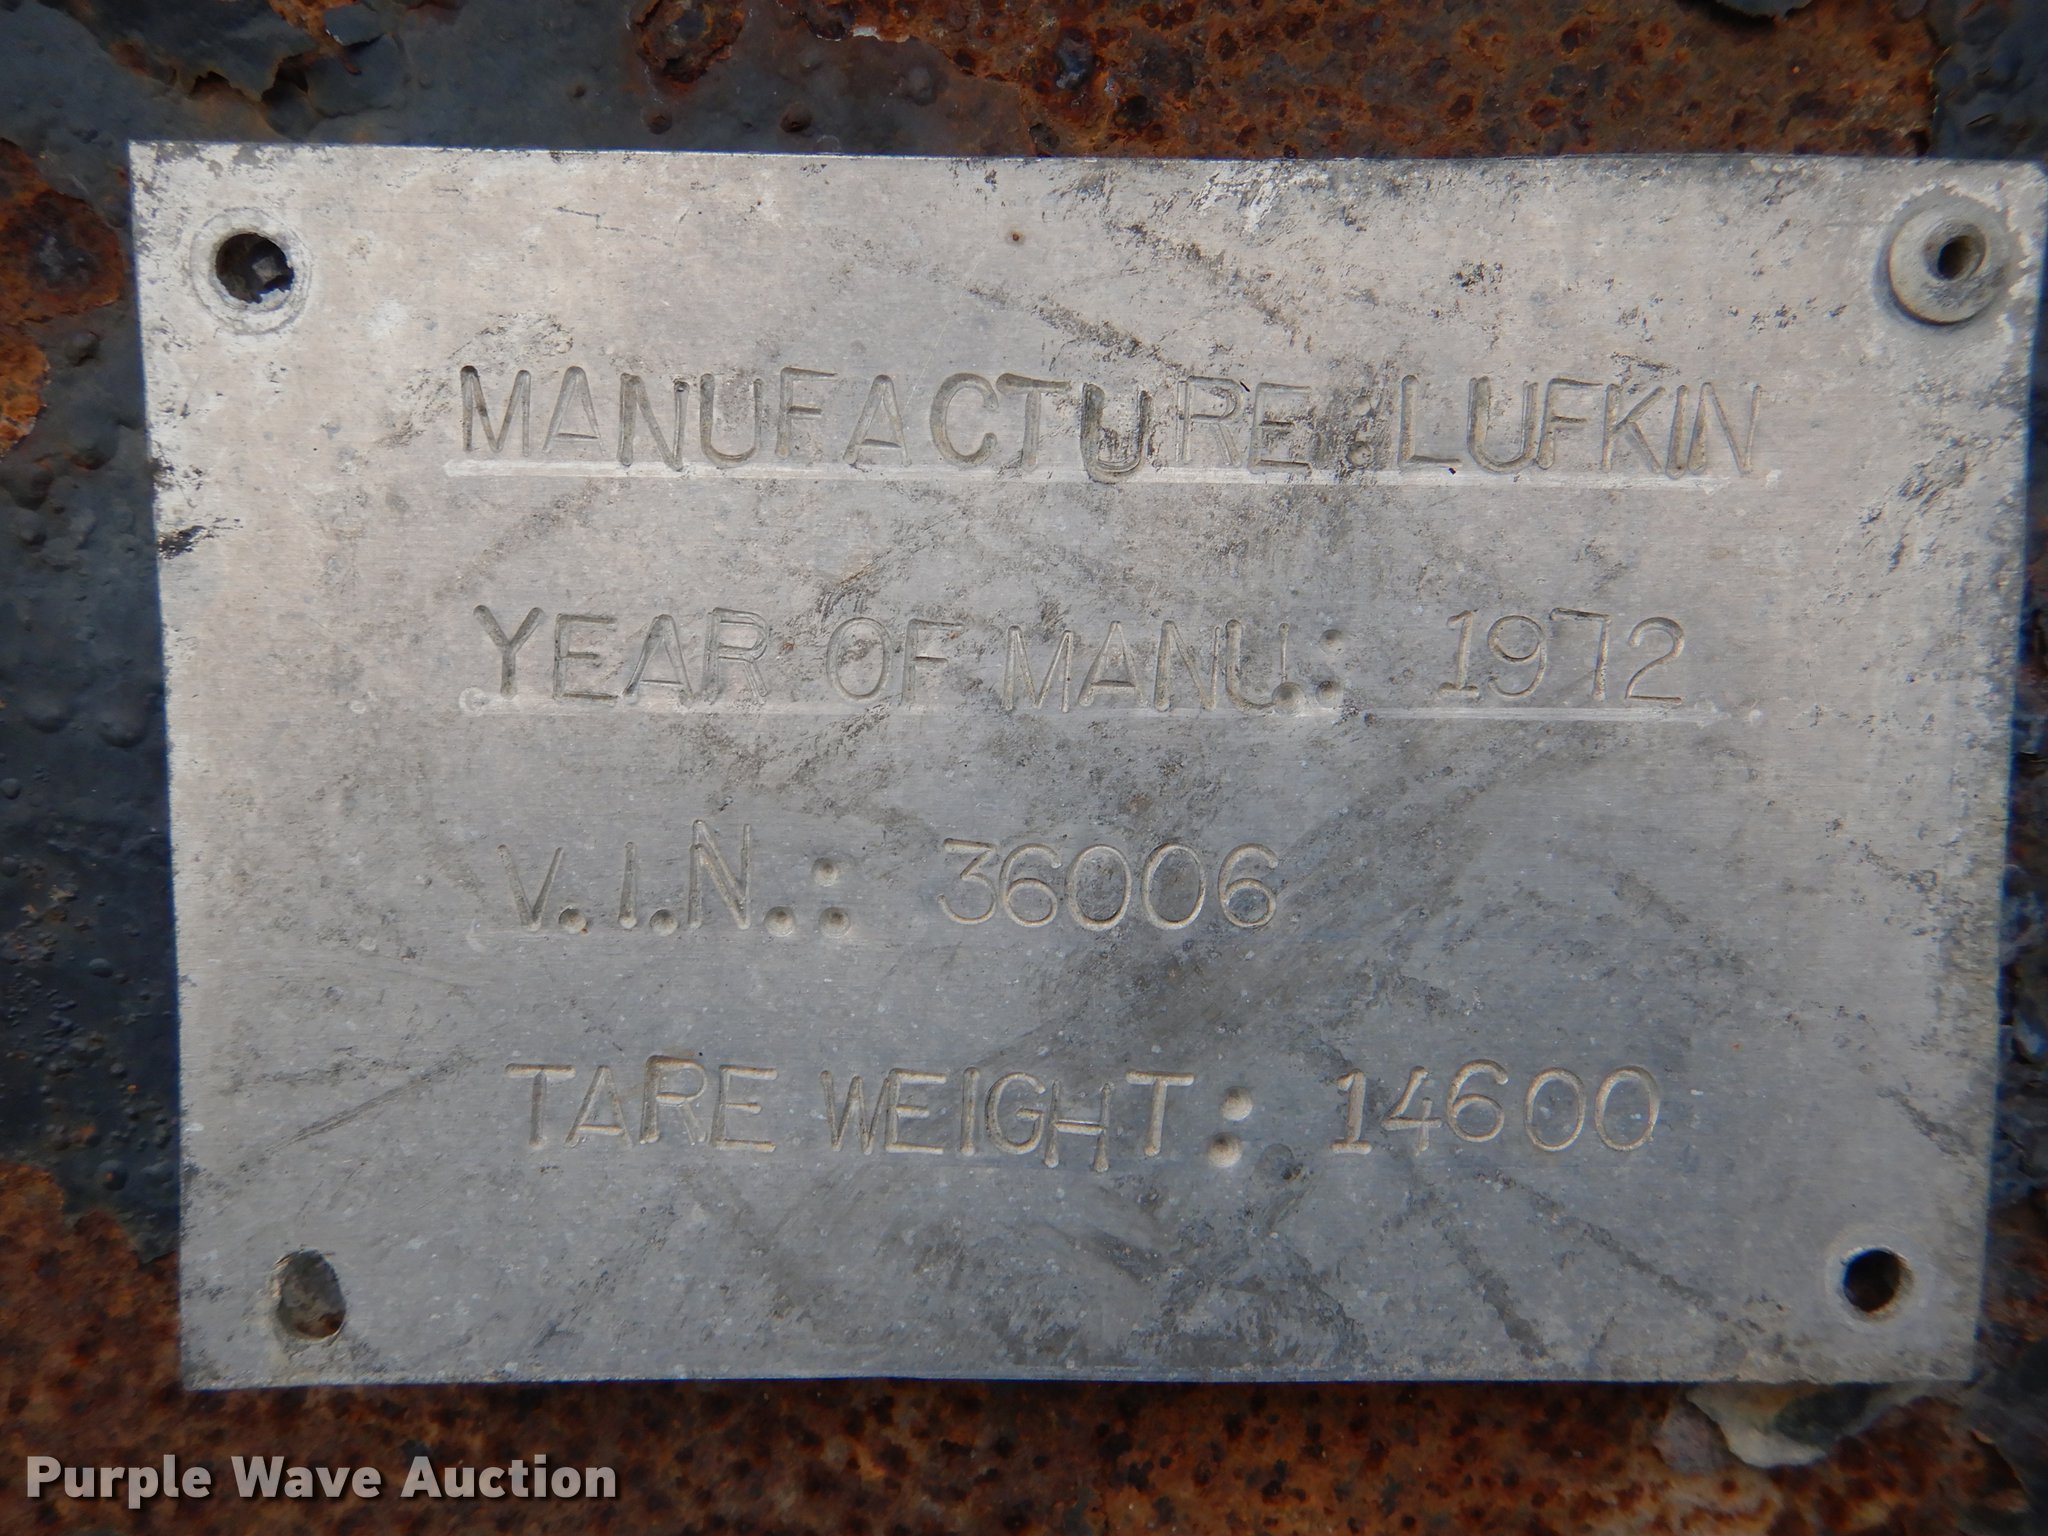 MANUFACTURE:LUFKIN
YEAR OF MANU.: 1972
V.I.N.: 36006
TARE WEIGHT: 14600
Purple Wave Auction